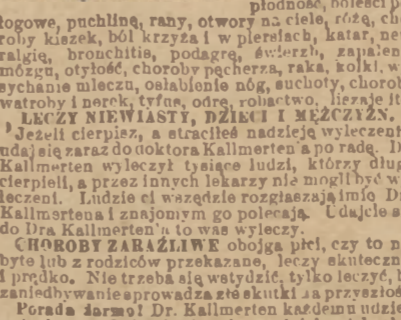 płodność, boleści p
łogowe, puchlinę, rany, otwory na ciele, różę, cho
roby kiszek, ból krzyża i w piersiach, katar, neu
ralgię, bronchitis, podagrę, świerzb, zapalen
mózgu, otyłość, choroby pęcherza, raka, kolki, w
sychanie mleczu, osłabienie nóg, suchoty, chorob
wątroby i nerek, tyfus, odrę, robactwo, liszaje it
LECZY NIEWIASTY, DZIECI I MĘŻCZYZN.
Jeżeli cierpisz, a straciłeś nadzieję wyleczeni
udaj się zaraz do doktora Kallmerten'a po radę. D
Kallmerten wyleczył tysiące ludzi, którzy dług
cierpieli, a przez innych lekarzy nie mogli być w
leczeni. Ludzie ci wszędzie rozgłaszają imię D
Kallmertena i znajomym go polecają. Udajcie s
do Dra Kallmerten'a to was wyleczy.
CHOROBY ZARAŹLIWE obojga płci, czy to n
byte lub z rodziców przekazane, leczy skuteczn
i prędko. Nie trzeba się wstydzić, tylko leczyć, b
zaniedbywanie sprowadza złe skutki na przyszłoś
Porada darmo! Dr. Kallmerten każdemu udzie